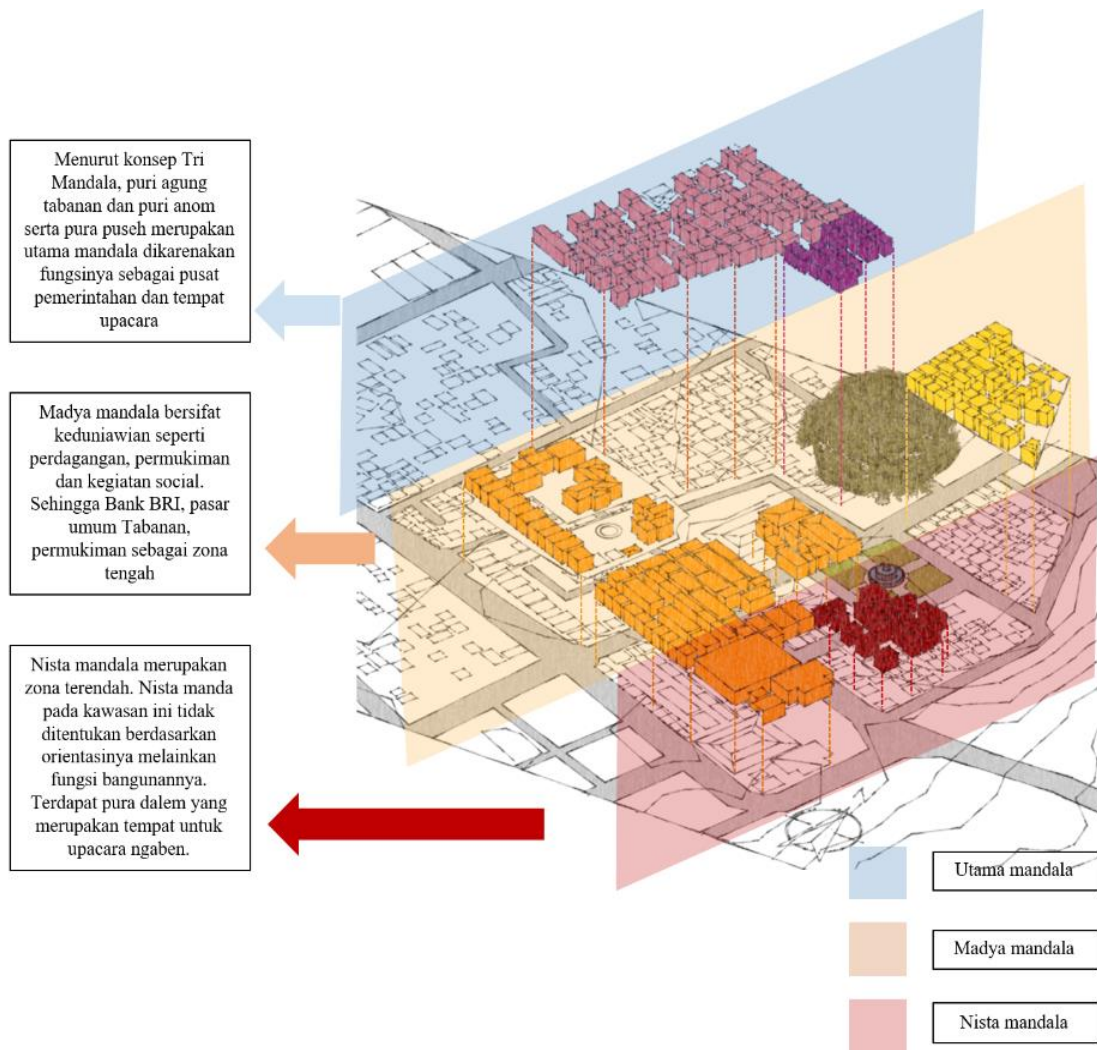 Menurut konsep Tri
Mandala, puri agung
tabanan dan puri anom
serta pura puseh merupakan
utama mandala dikarenakan
fungsinya sebagai pusat
pemerintahan dan tempat
upacara
Madya mandala bersifat
keduniawian seperti
perdagangan, permukiman
dan kegiatan social.
Sehingga Bank BRI, pasar
umum Tabanan,
permukiman sebagai zona
tengah
Nista mandala merupakan
zona terendah. Nista manda
pada kawasan ini tidak
ditentukan berdasarkan
orientasinya melainkan
fungsi bangunannya.
Terdapat pura dalem yang
merupakan tempat untuk
upacara ngaben.
Z
Utama mandala
Madya mandala
Nista mandala